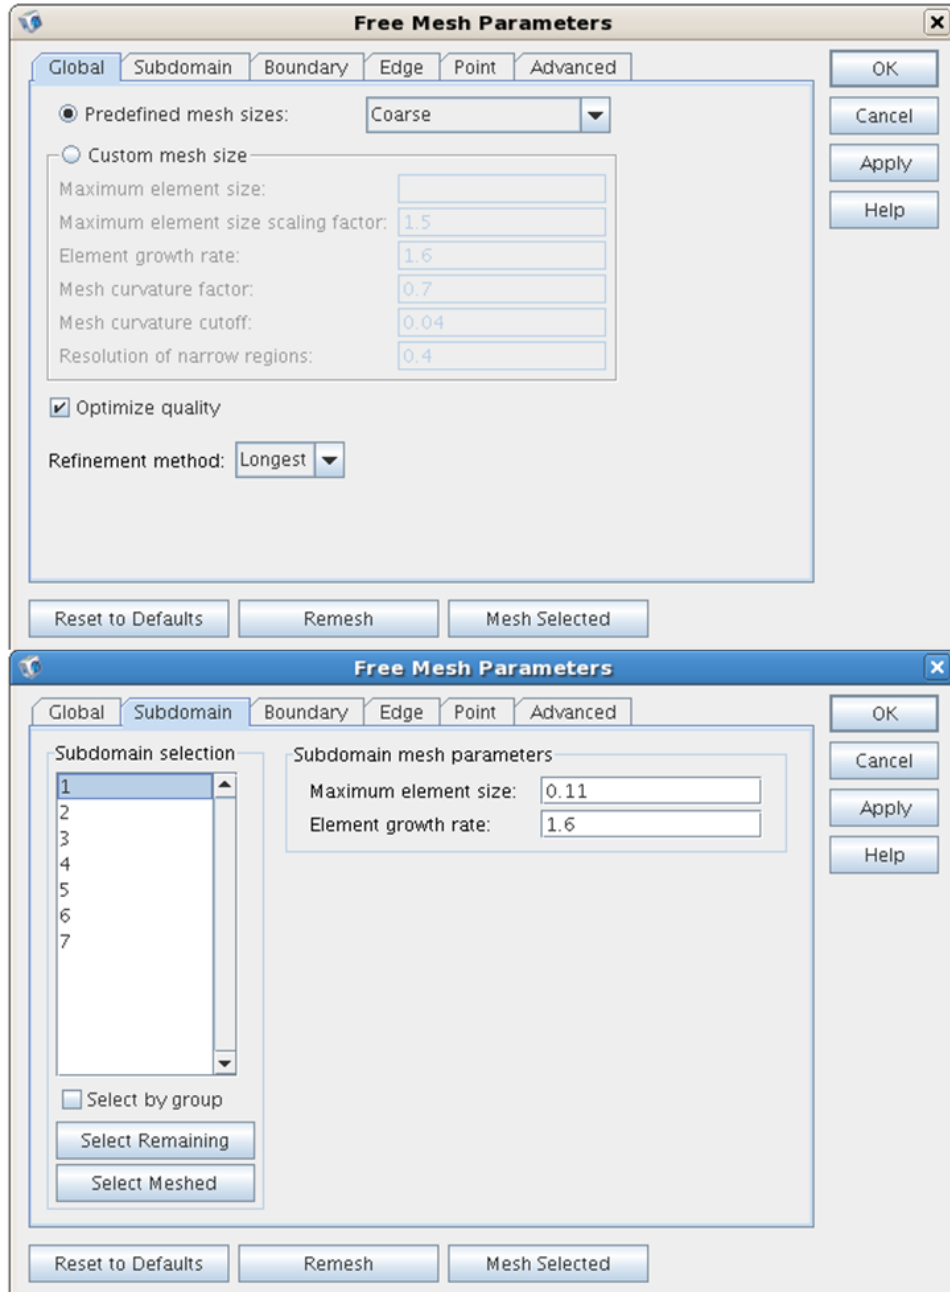 Free Mesh Parameters
Global Subdomain Boundary Edge Point Advanced
OK
Predefined mesh sizes: Coarse
Cancel
Custom mesh size
Apply
Maximum element size:
Maximum element size scaling factor: 1.5
Help
Element growth rate: 1.6
Mesh curvature factor: 0.7
Mesh curvature cutoff: 0.04
Resolution of narrow regions: 0.4
Optimize quality
Refinement method: Longest
Reset to Defaults Remesh Mesh Selected
Free Mesh Parameters
Global Subdomain Boundary Edge Point Advanced
OK
Subdomain selection Subdomain mesh parameters
Cancel
1 Maximum element size: 0.11
2 Element growth rate: 1.6
Apply
3
4
Help
5
6
7
Select by group
Select Remaining
Select Meshed
Reset to Defaults Remesh Mesh Selected